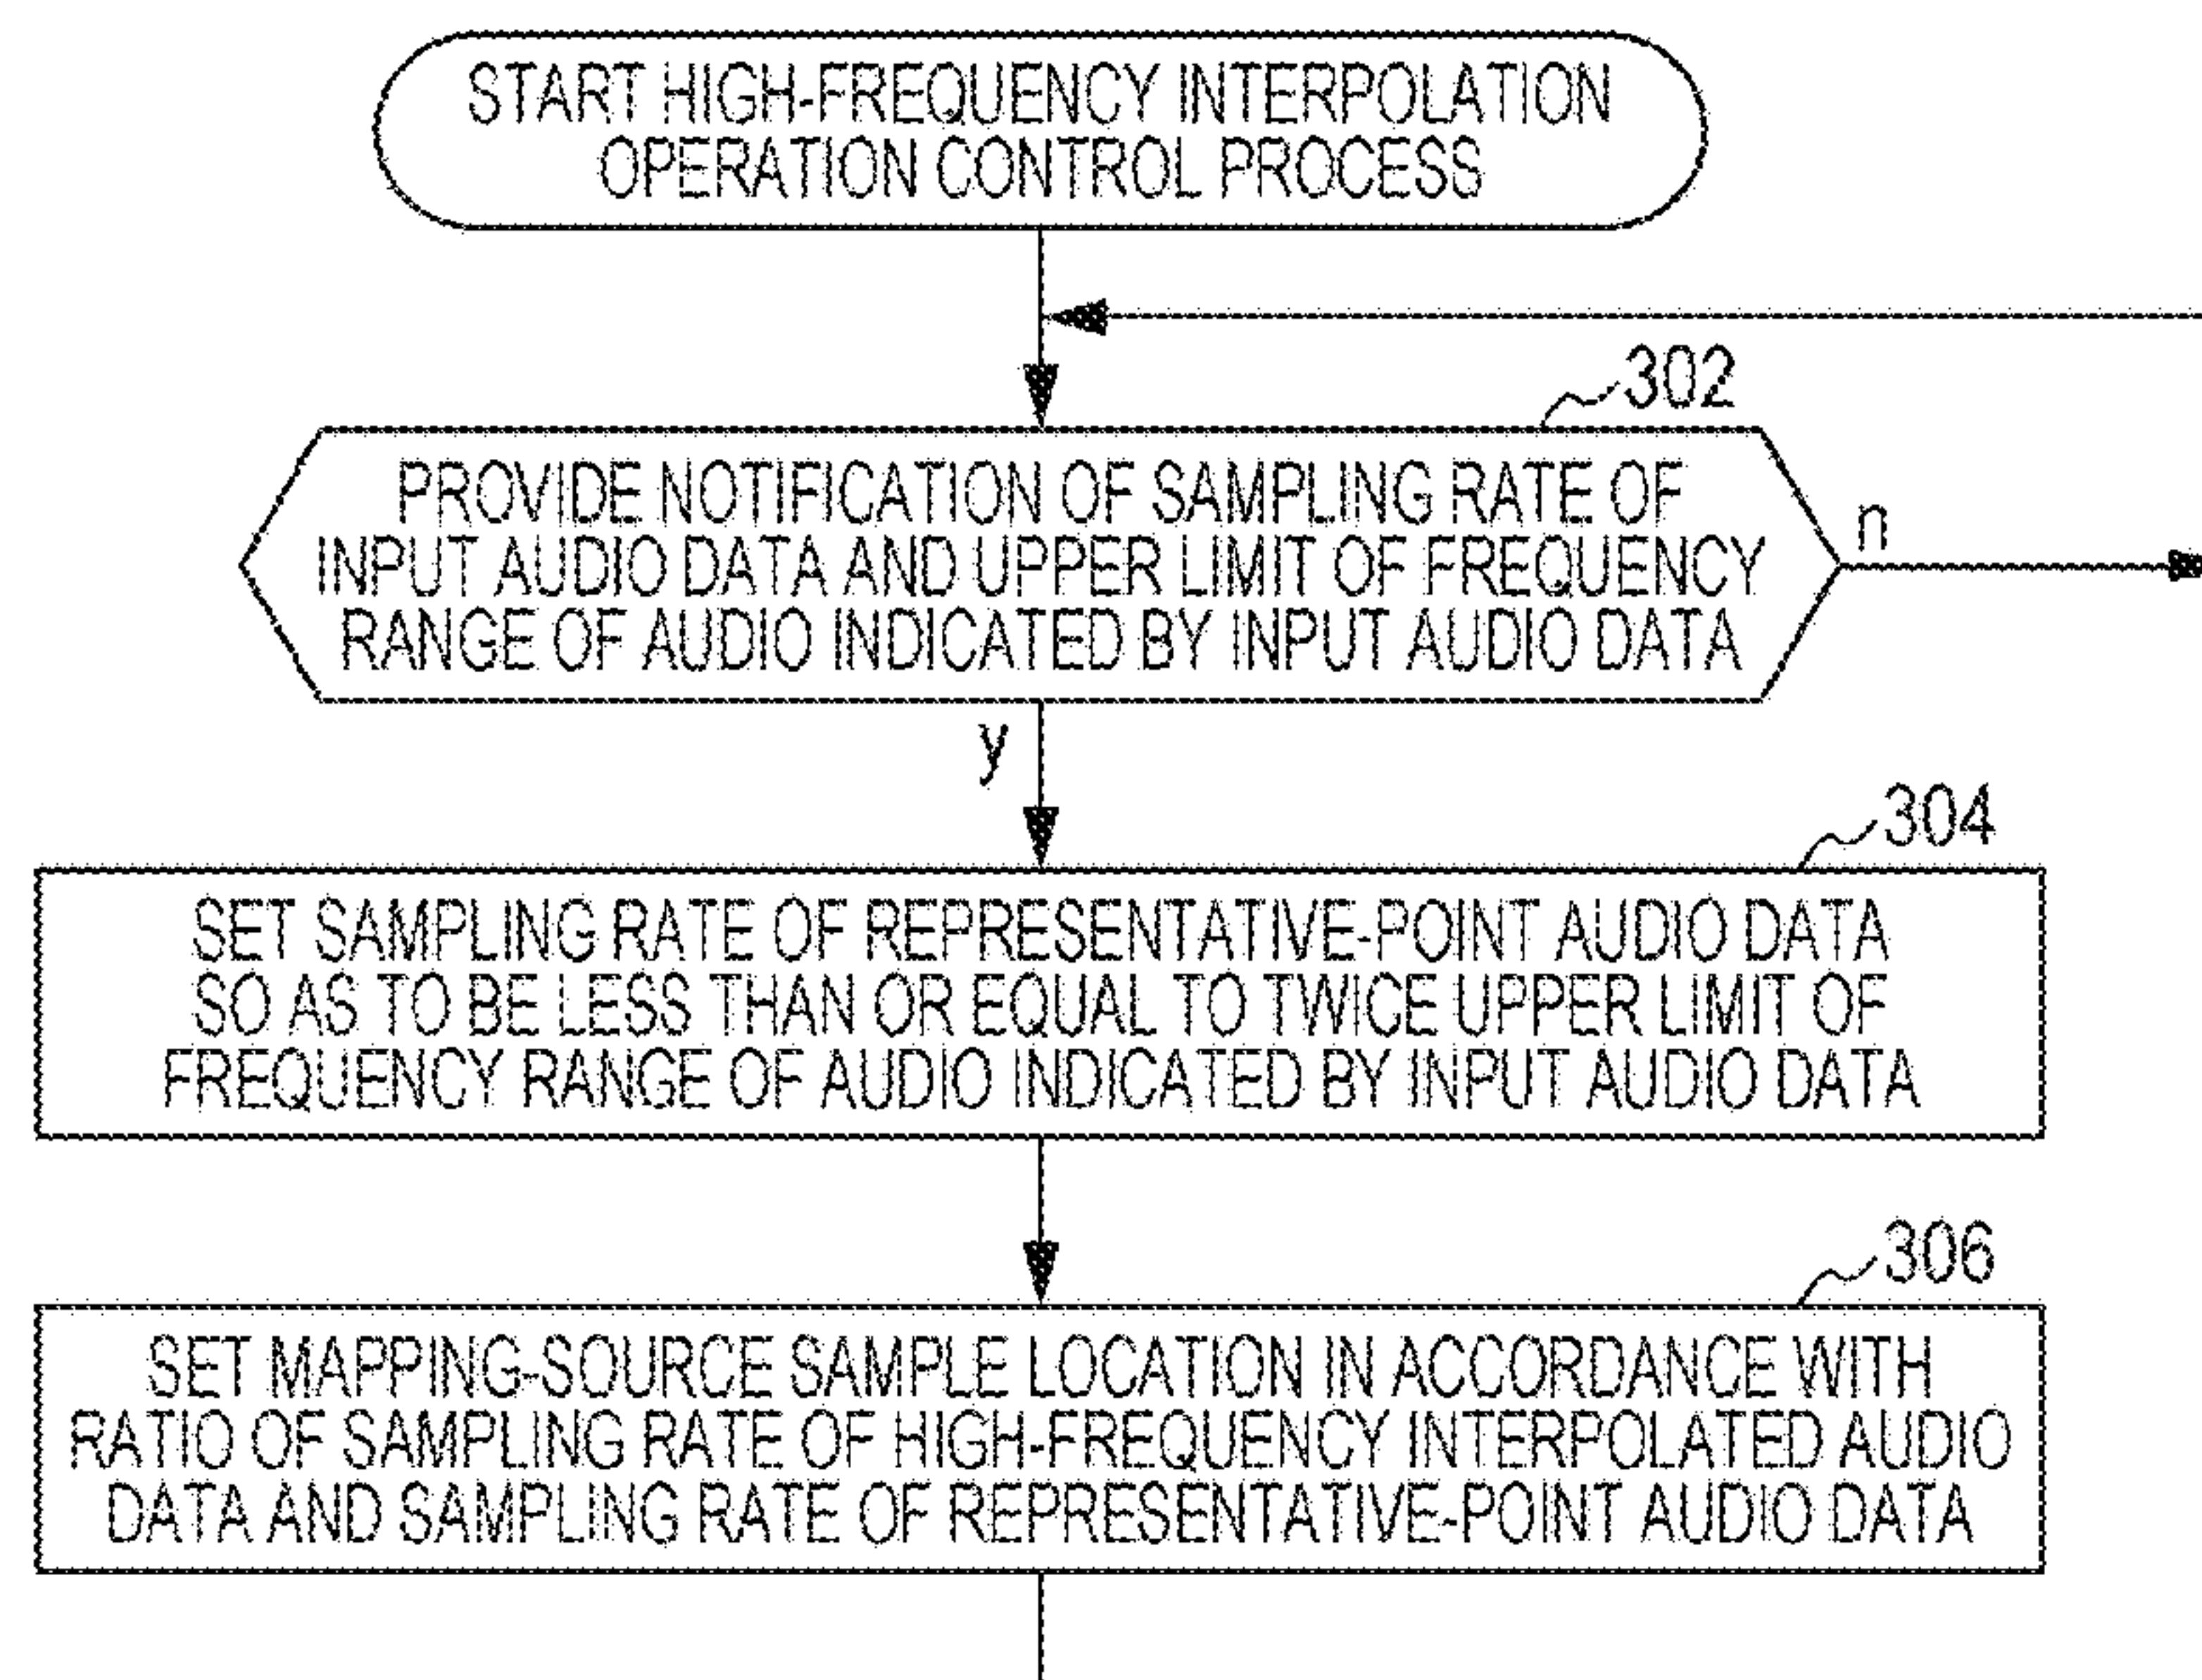 START HIGH-FREQUENCY INTERPOLATION
OPERATION CONTROL PROCESS
302
PROVIDE NOTIFICATION OF SAMPLING RATE OF
INPUT AUDIO DATA AND UPPER LIMIT OF FREQUENCY
RANGE OF AUDIO INDICATED BY INPUT AUDIO DATA
n
y
304
SET SAMPLING RATE OF REPRESENTATIVE-POINT AUDIO DATA
SO AS TO BE LESS THAN OR EQUAL TO TWICE UPPER LIMIT OF
FREQUENCY RANGE OF AUDIO INDICATED BY INPUT AUDIO DATA
306
SET MAPPING-SOURCE SAMPLE LOCATION IN ACCORDANCE WITH
RATIO OF SAMPLING RATE OF HIGH-FREQUENCY INTERPOLATED AUDIO
DATA AND SAMPLING RATE OF REPRESENTATIVE-POINT AUDIO DATA